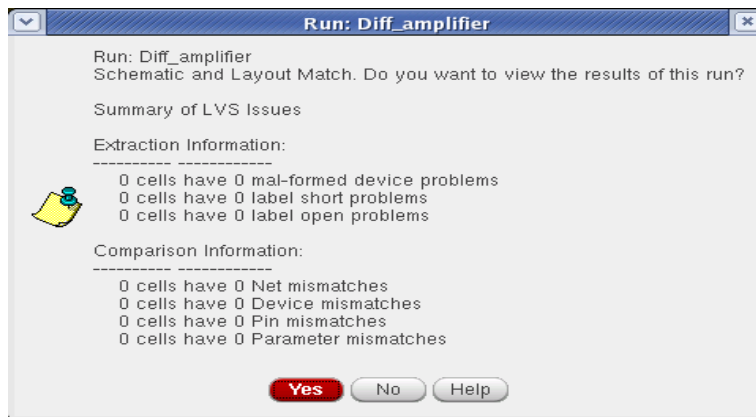 Run: Diff_amplifier
Run: Diff_amplifier
Schematic and Layout Match. Do you want to view the results of this run?
Summary of LVS Issues
Extraction Information:
---------- ------------
0 cells have 0 mal-formed device problems
0 cells have 0 label short problems
0 cells have 0 label open problems
Comparison Information:
---------- ------------
0 cells have 0 Net mismatches
0 cells have 0 Device mismatches
0 cells have 0 Pin mismatches
0 cells have 0 Parameter mismatches
Yes No Help